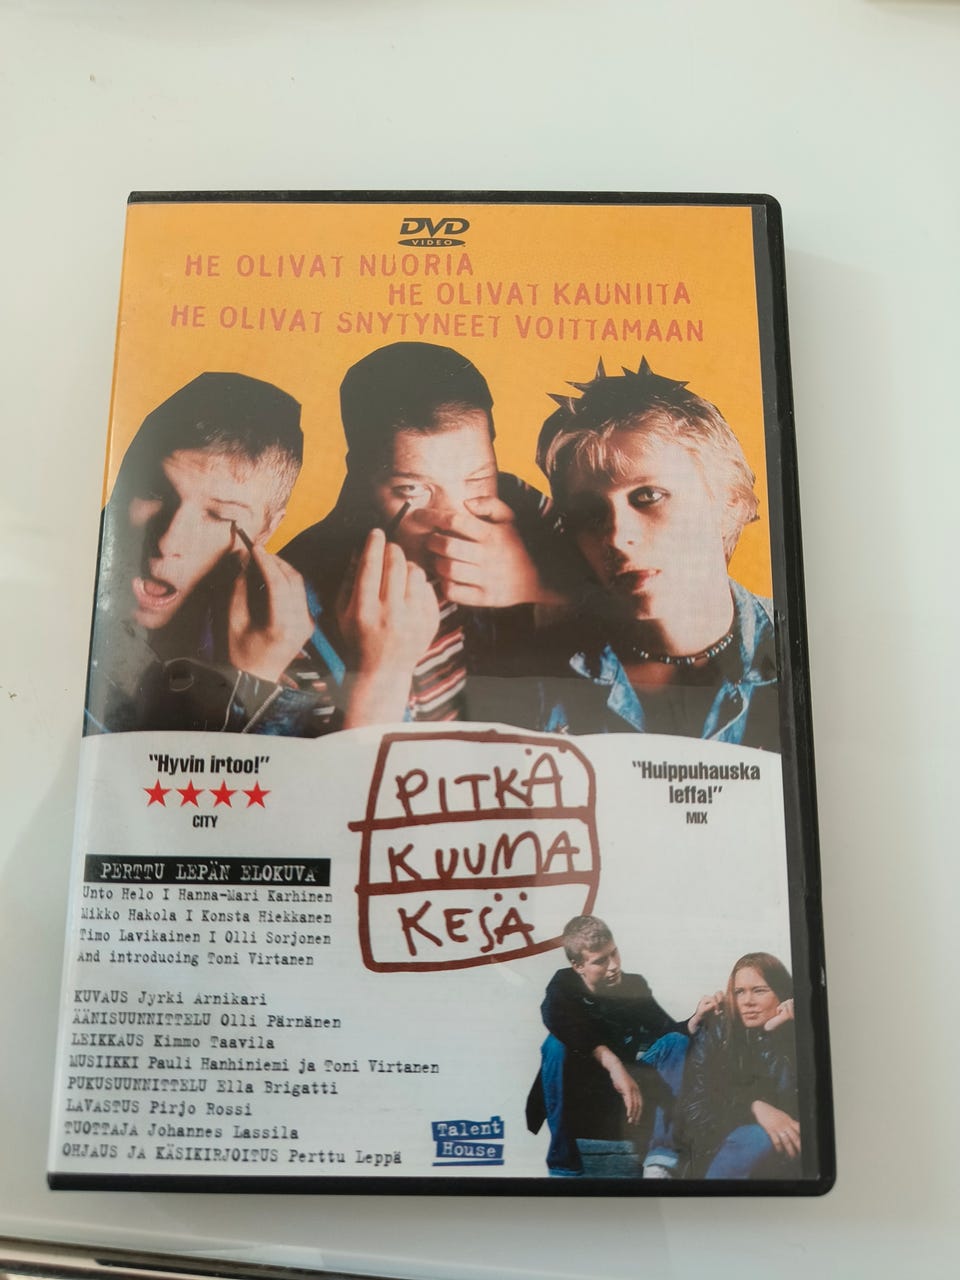 DVD
VIDEO
HE OLIVAT NUORIA
HE OLIVAT KAUNIITA
HE OLIVAT SNYTYNEET VOITTAMAAN
"Hyvin irtoo!"
CITY
PITKÄ
KUUMA
KESÄ
"Huippuhauska
leffa!"
MIX
PERTTU LEPÄN ELOKUVA
Unto Helo I Hanna-Mari Karhinen
Mikko Hakola I Konsta Hiekkanen
Timo Lavikainen I Olli Sorjonen
And introducing Toni Virtanen
KUVAUS Jyrki Arnikari
ÄÄNISUUNNITTELU Olli Pärnänen
LEIKKAUS Kimmo Taavila
MUSIIKKI Pauli Hanhiniemi ja Toni Virtanen
PUKUSUUNNITTELU Ella Brigatti
LAVASTUS Pirjo Rossi
TUOTTAJA Johannes Lassila
OHJAUS JA KÄSIKIRJOITUS Perttu Leppä
Talent
House